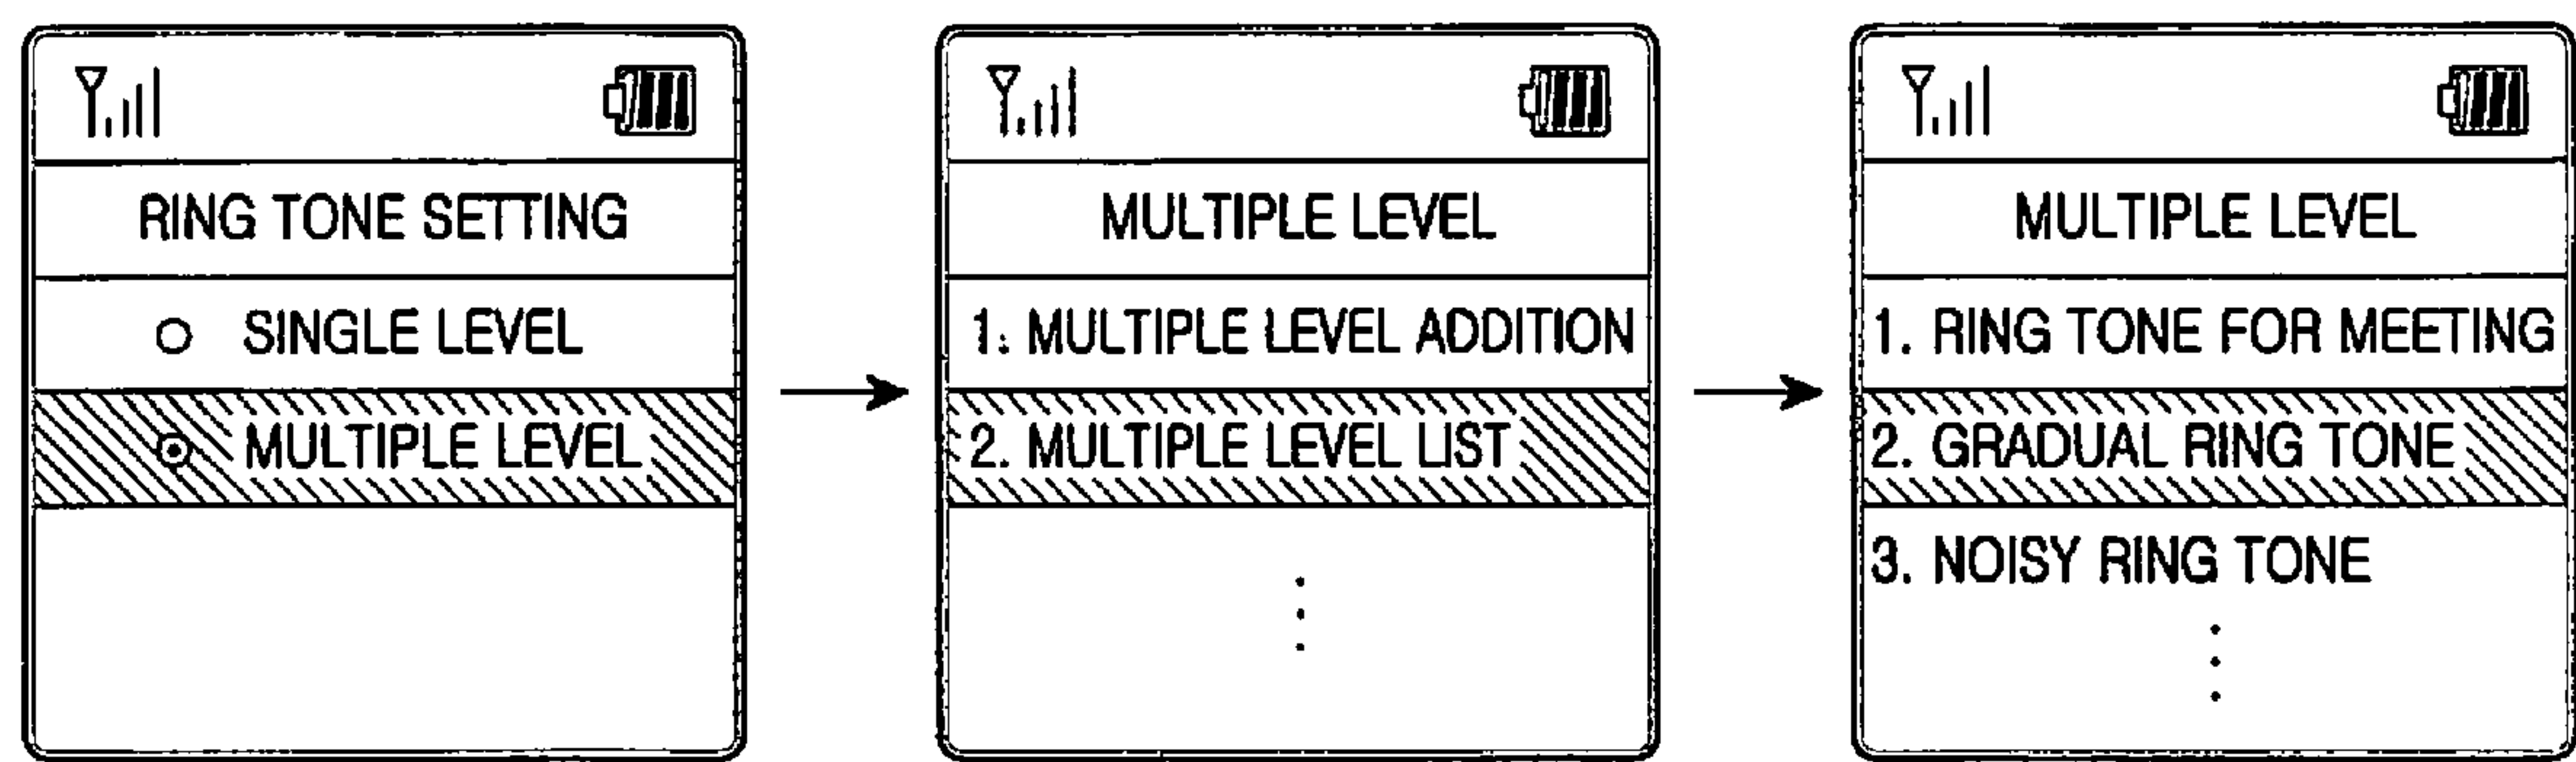 RING TONE SETTING
SINGLE LEVEL
MULTIPLE LEVEL
MULTIPLE LEVEL
1. MULTIPLE LEVEL ADDITION
2. MULTIPLE LEVEL LIST
MULTIPLE LEVEL
1. RING TONE FOR MEETING
2. GRADUAL RING TONE
3. NOISY RING TONE